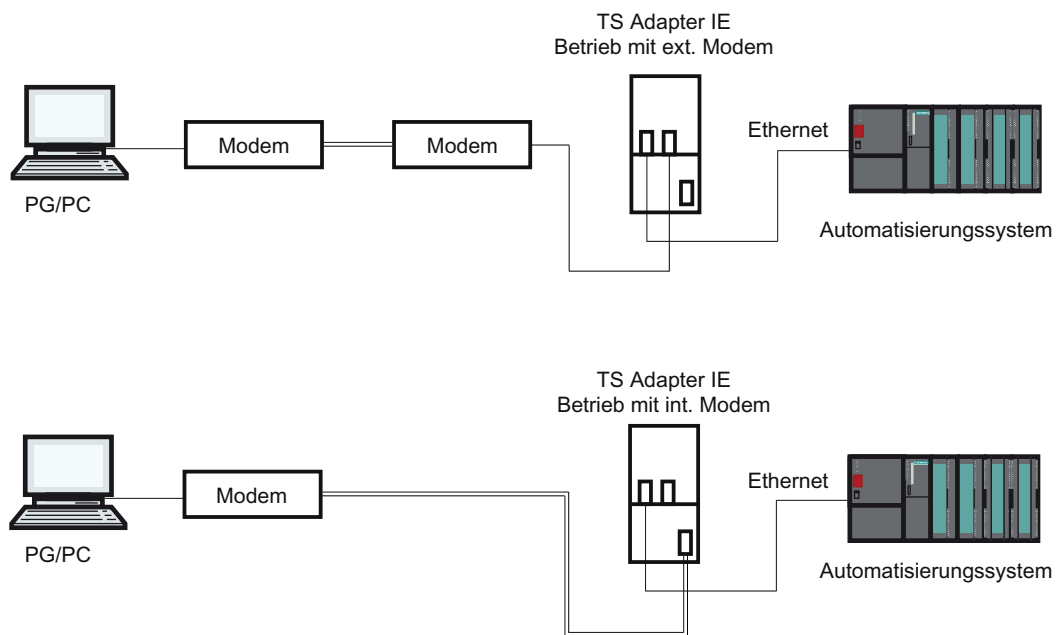 TS Adapter IE
Betrieb mit ext. Modem
Modem
Modem
Ethernet
PG/PC
Automatisierungssystem
TS Adapter IE
Betrieb mit int. Modem
Modem
Ethernet
PG/PC
Automatisierungssystem